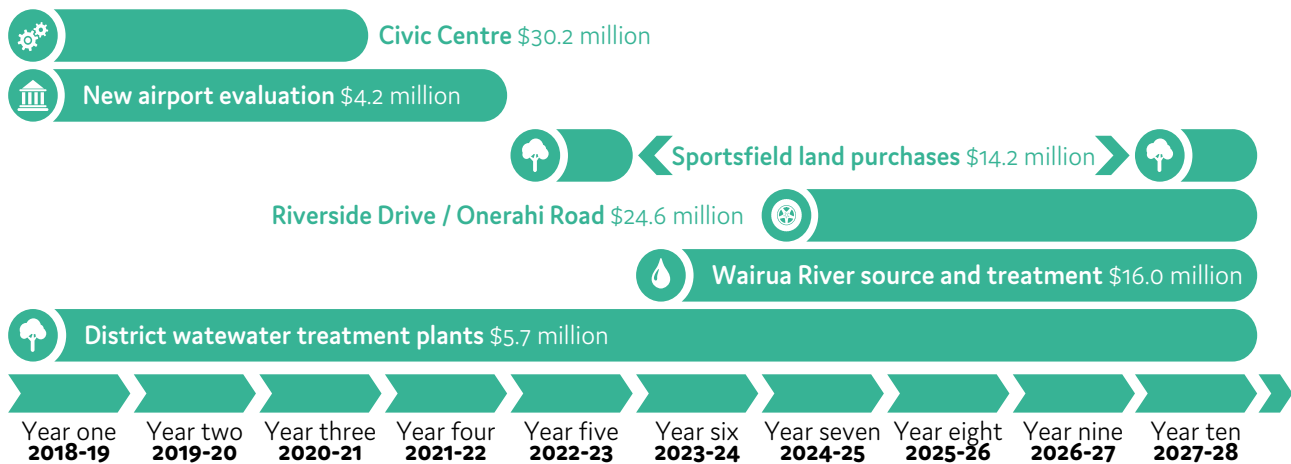 Civic Centre $30.2 million
New airport evaluation $4.2 million
Sportsfield land purchases $14.2 million
Riverside Drive / Onerahi Road $24.6 million
Wairua River source and treatment $16.0 million
District watewater treatment plants $5.7 million
Year one Year two Year three Year four Year five Year six Year seven Year eight Year nine Year ten
2018-19 2019-20 2020-21 2021-22 2022-23 2023-24 2024-25 2025-26 2026-27 2027-28